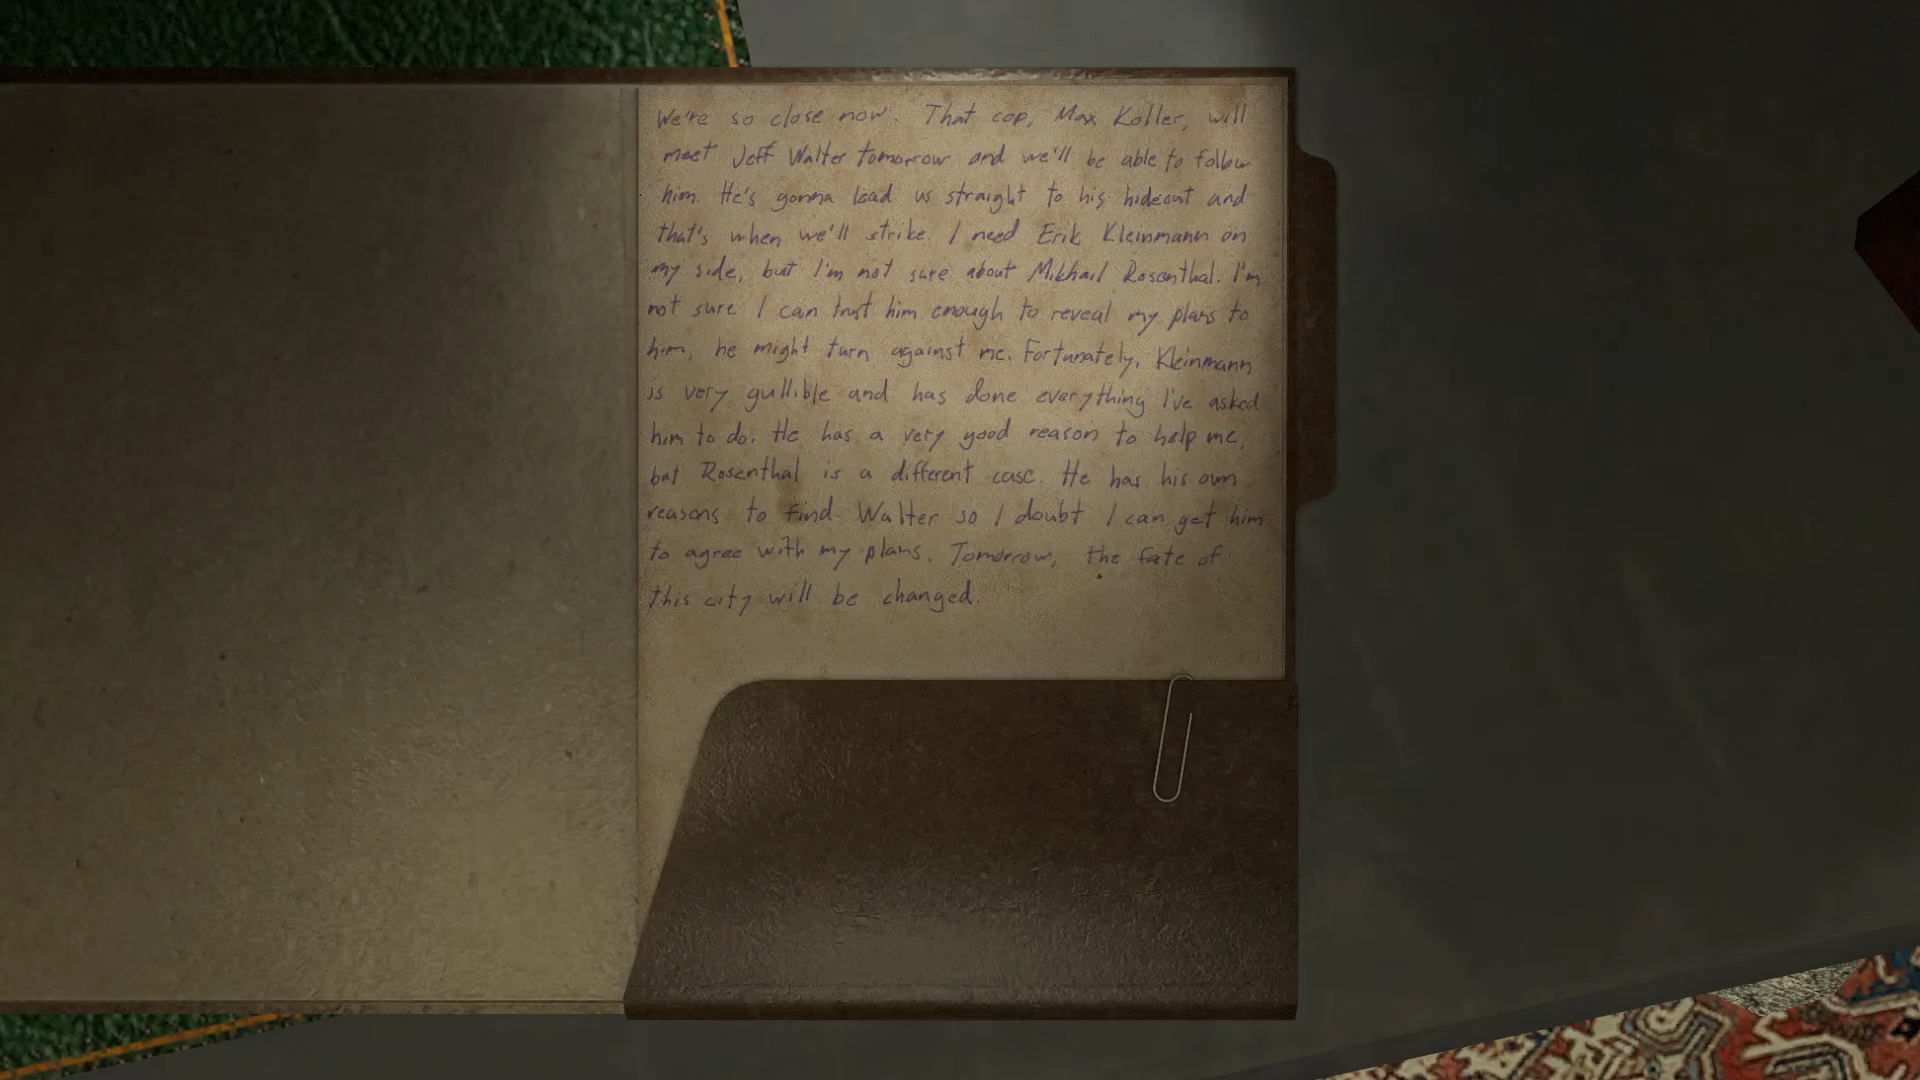 We're so close now. That cop, Max Koller, will
meet Jeff Walter tomorrow and we'll be able to follow
him. He's gonna lead us straight to his hideout and
that's when we'll strike. I need Erik Kleinmann on
my side, but I'm not sure about Mikhail Rosenthal. I'm
not sure I can trust him enough to reveal my plans to
him, he might turn against me. Fortunately, Kleinmann
is very gullible and has done everything I've asked
him to do. He has a very good reason to help me,
but Rosenthal is a different case. He has his own
reasons to find Walter so I doubt I can get him
to agree with my plans. Tomorrow, the fate of
this city will be changed.